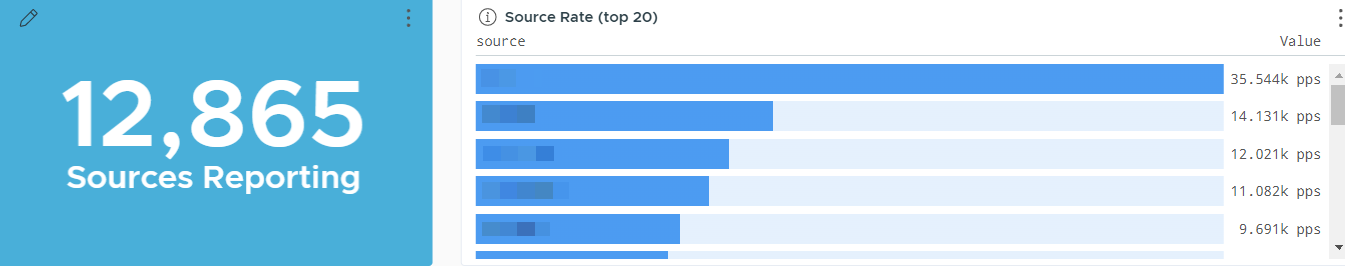 12,865
Sources Reporting
Source Rate (top 20)
source Value
35.544k pps
14.131k pps
12.021k pps
11.082k pps
9.691k pps